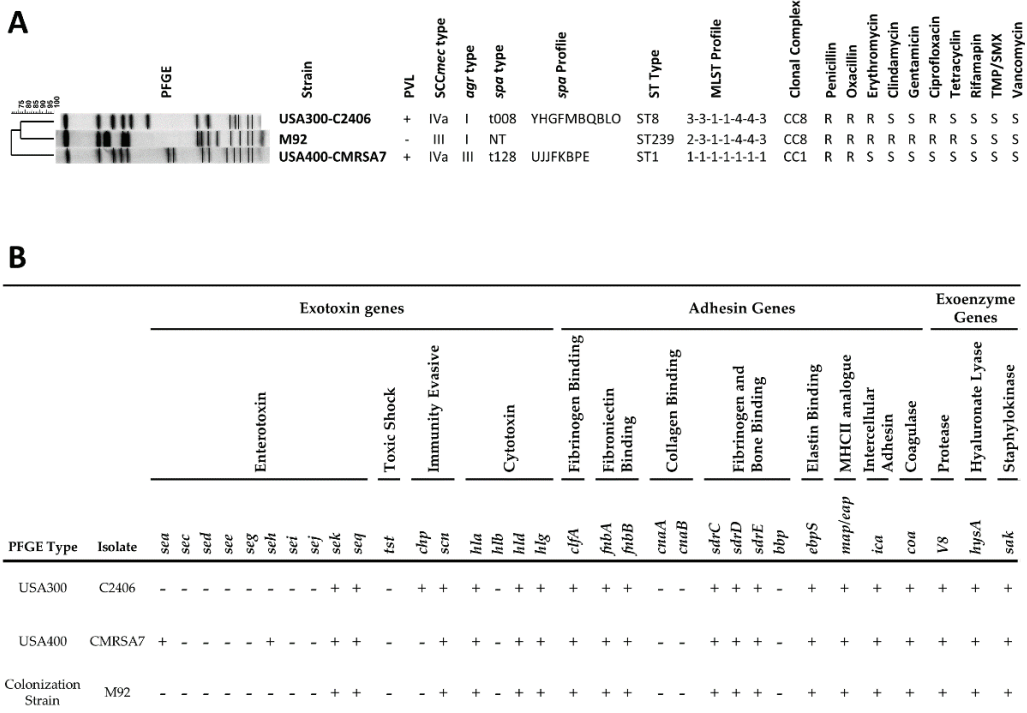 A
PFGE Strain PVL SCCmec type agr type spa type spa Profile ST Type MLST Profile Clonal Complex Penicillin Oxacillin Erythromycin Clindamycin Gentamicin Ciprofloxacin Tetracyclin Rifamapin TMP/SMX Vancomycin
75 80 85 90 95 100
USA300-C2406 + IVa I t008 YHGFMBQBLO ST8 3-3-1-1-4-4-3 CC8 R R R S S R S S S S
M92 - III I NT ST239 2-3-1-1-4-4-3 CC8 R R R R R R R S S S
USA400-CMRSA7 + IVa III t128 UJJFKBPE ST1 1-1-1-1-1-1-1 CC1 R R S S S S S S S S
B
Exotoxin genes Adhesin Genes Exoenzyme Genes
Enterotoxin Toxic Shock Immunity Evasive Cytotoxin Fibrinogen Binding Fibroniectin Binding Collagen Binding Fibrinogen and Bone Binding Elastin Binding MHCII analogue Intercellular Adhesin Coagulase Protease Hyaluronate Lyase Staphylokinase
PFGE Type Isolate sea sec sed see seg seh sei sej sek seq tst chp scn hla hlb hld hlg clfA fnbA fnbB cnaA cnaB sdrC sdrD sdrE bbp ebpS map/eap ica coa V8 hysA sak
USA300 C2406 - - - - - - - - + + - + + + - + + + + + - - + + + - + + + + + + +
USA400 CMRSA7 + - - - - + - - + + - - + + - + + + + + - - + + + - + + + + + + +
Colonization Strain M92 - - - - - - - - + + - - + + - + + + + + - - + + + - + + + + + + +